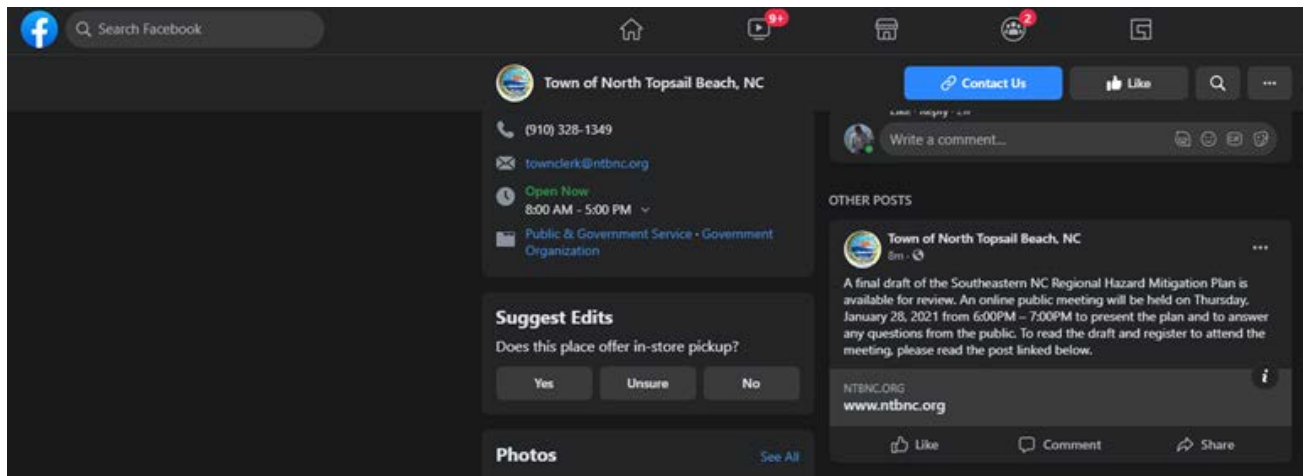 Search Facebook
9+
2
Town of North Topsail Beach, NC
Contact Us
Like
(910) 328-1349
townclerk@ntbnc.org
Open Now
8:00 AM - 5:00 PM
Public & Government Service · Government
Organization
Suggest Edits
Does this place offer in-store pickup?
Yes
Unsure
No
Photos
See All
Like · Reply · 2w
Write a comment...
GIF
OTHER POSTS
Town of North Topsail Beach, NC
8m ·
A final draft of the Southeastern NC Regional Hazard Mitigation Plan is
available for review. An online public meeting will be held on Thursday,
January 28, 2021 from 6:00PM – 7:00PM to present the plan and to answer
any questions from the public. To read the draft and register to attend the
meeting, please read the post linked below.
NTBNC.ORG
www.ntbnc.org
Like
Comment
Share